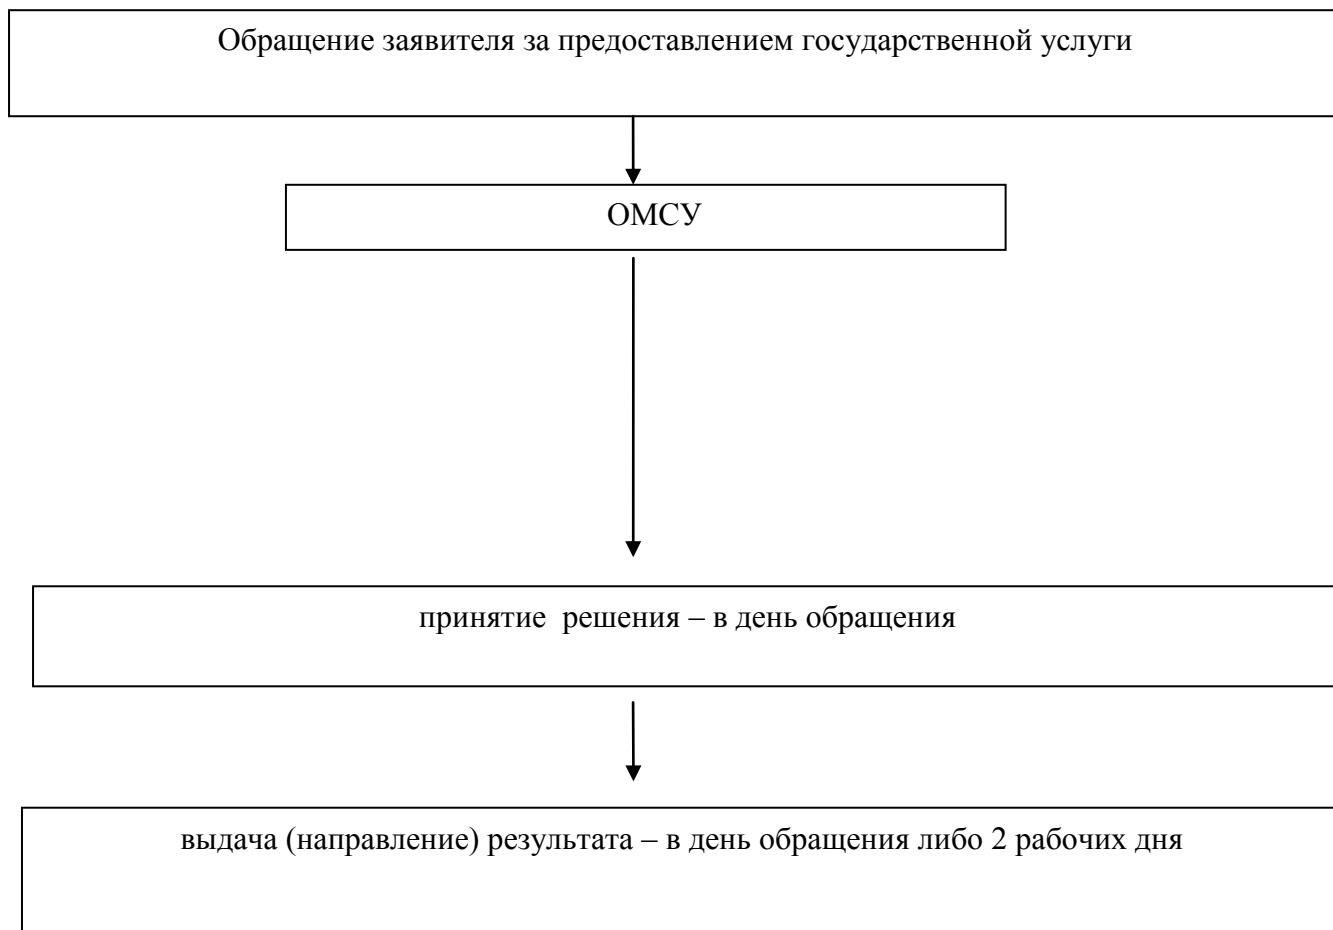 Обращение заявителя за предоставлением государственной услуги
ОМСУ
принятие  решения – в день обращения
выдача (направление) результата – в день обращения либо 2 рабочих дня